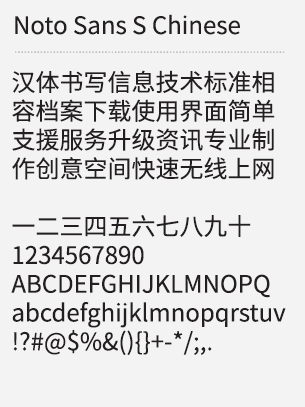 Noto Sans S Chinese
汉体书写信息技术标准相
容档案下载使用界面简单
支援服务升级资讯专业制
作创意空间快速无线上网
一二三四五六七八九十
1234567890
ABCDEFGHIJKLMNOPQ
abcdefghijklmnopqrstuv
!?#@$%&(){}+-*/;,.